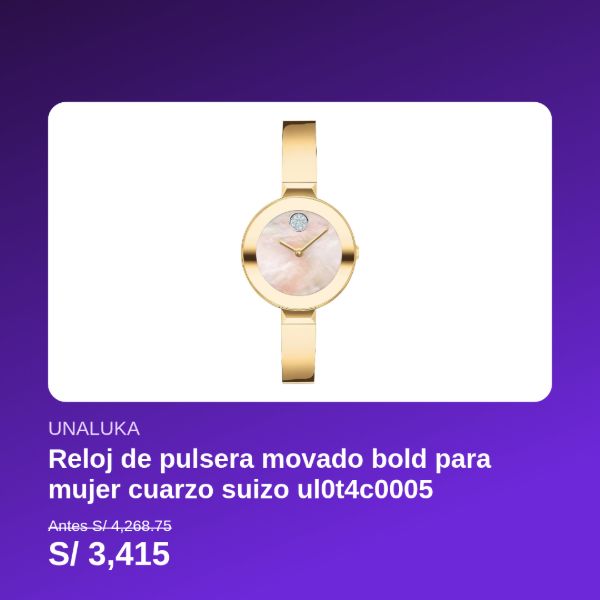 UNALUKA
Reloj de pulsera movado bold para
mujer cuarzo suizo ul0t4c0005
Antes S/ 4,268.75
S/ 3,415